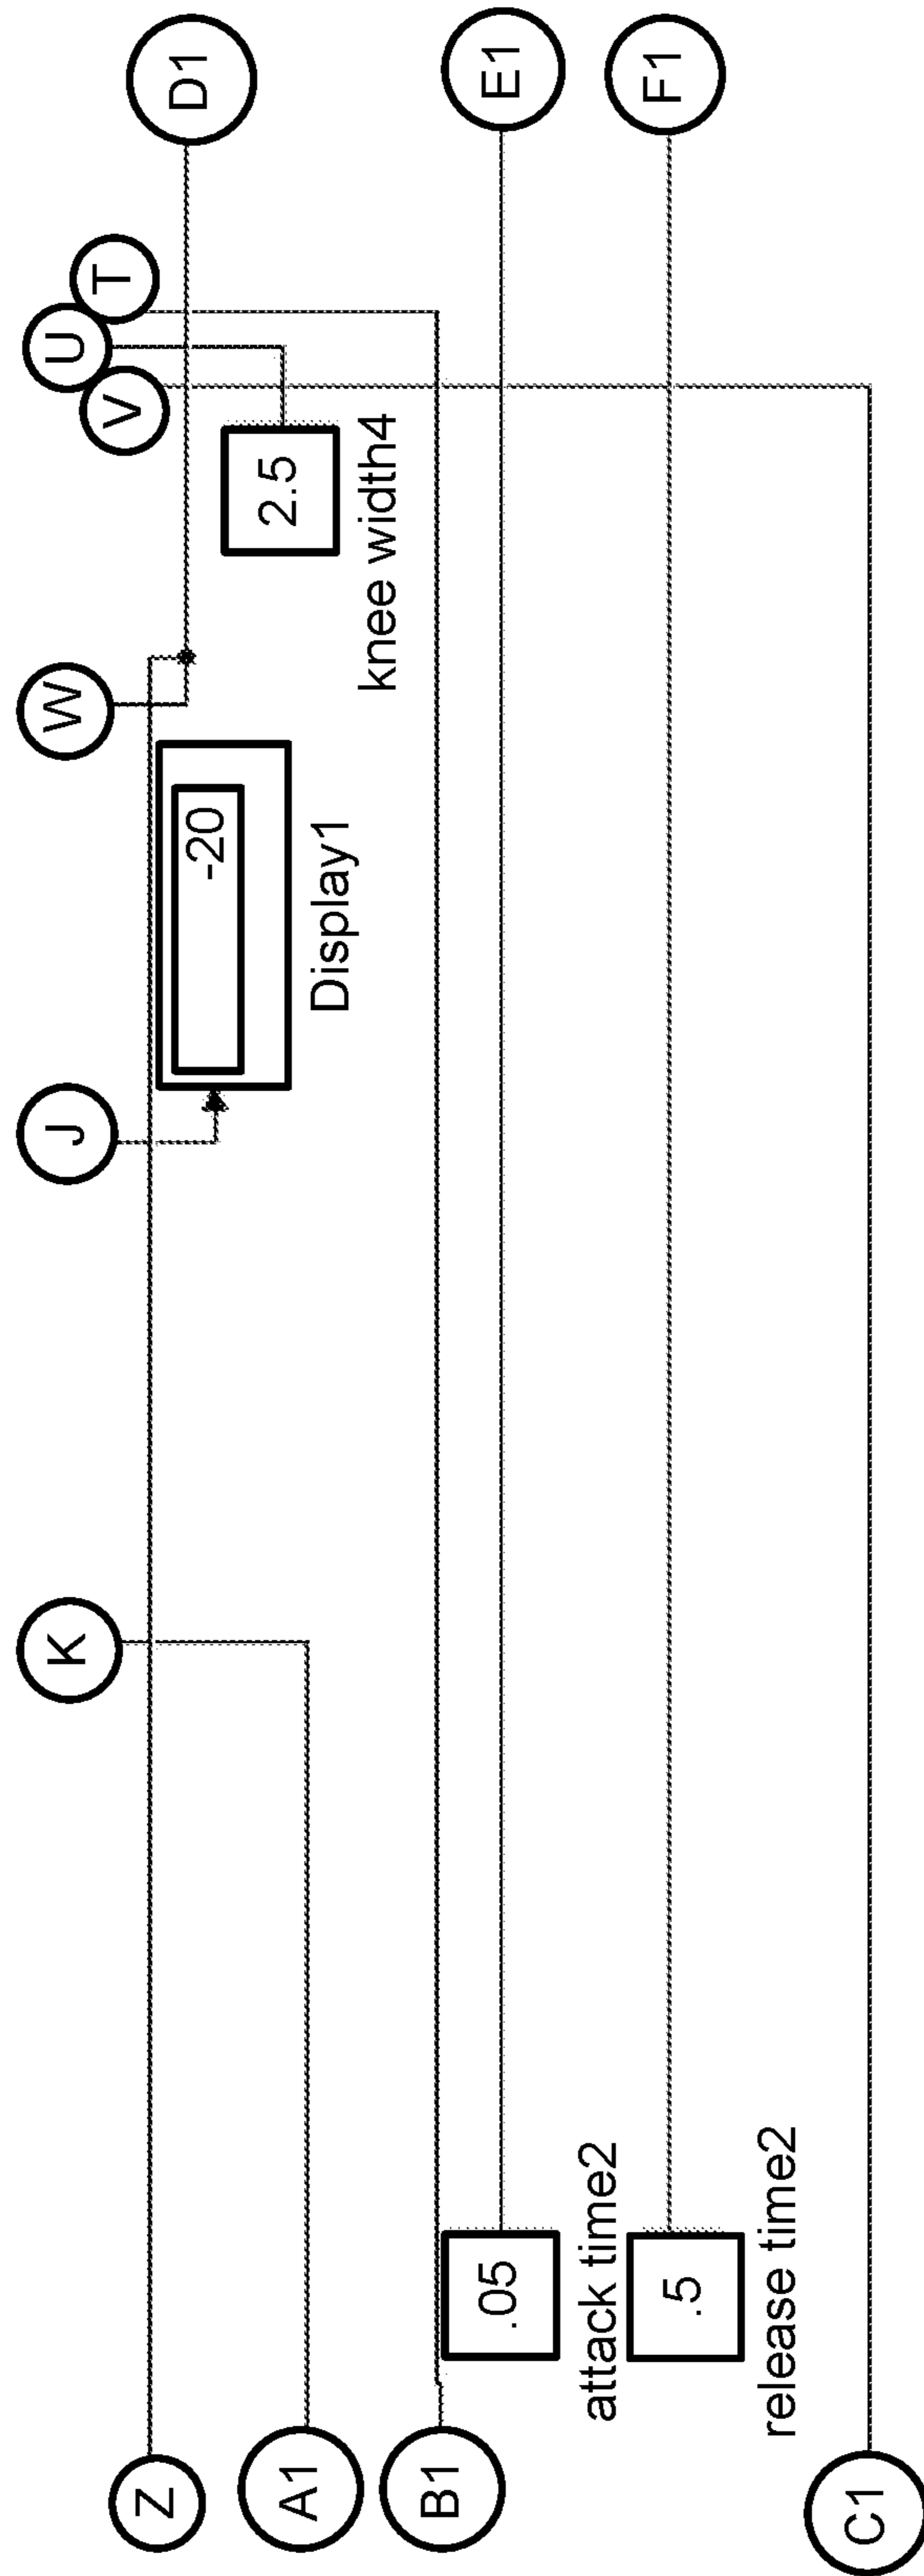 K
J
W
U
V
T
Z
D1
-20
Display1
2.5
knee width4
A1
B1
E1
.05
attack time2
F1
.5
release time2
C1